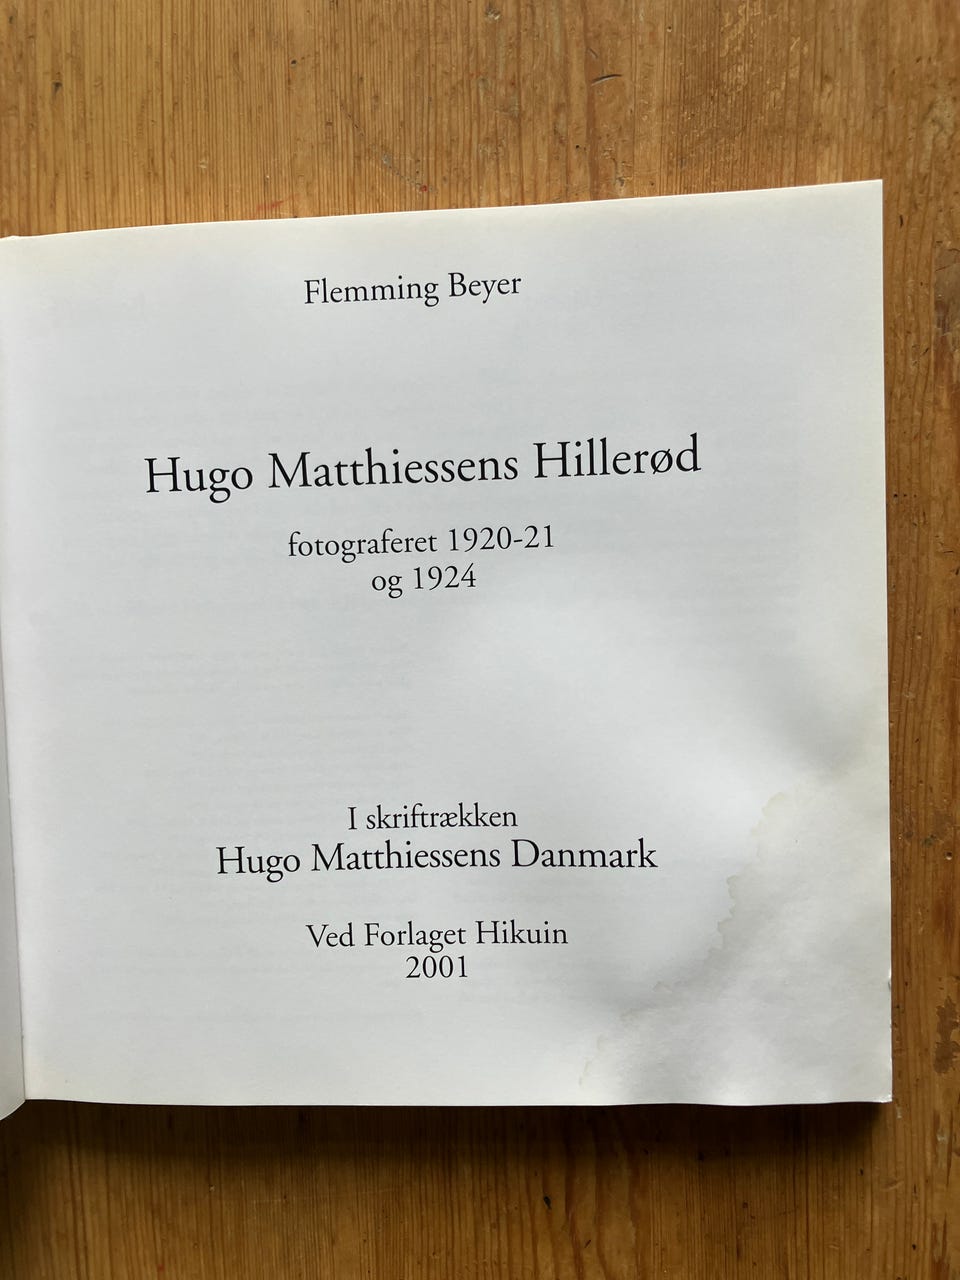 Flemming Beyer
Hugo Matthiessens Hillerød
fotograferet 1920-21
og 1924
I skriftrækken
Hugo Matthiessens Danmark
Ved Forlaget Hikuin
2001